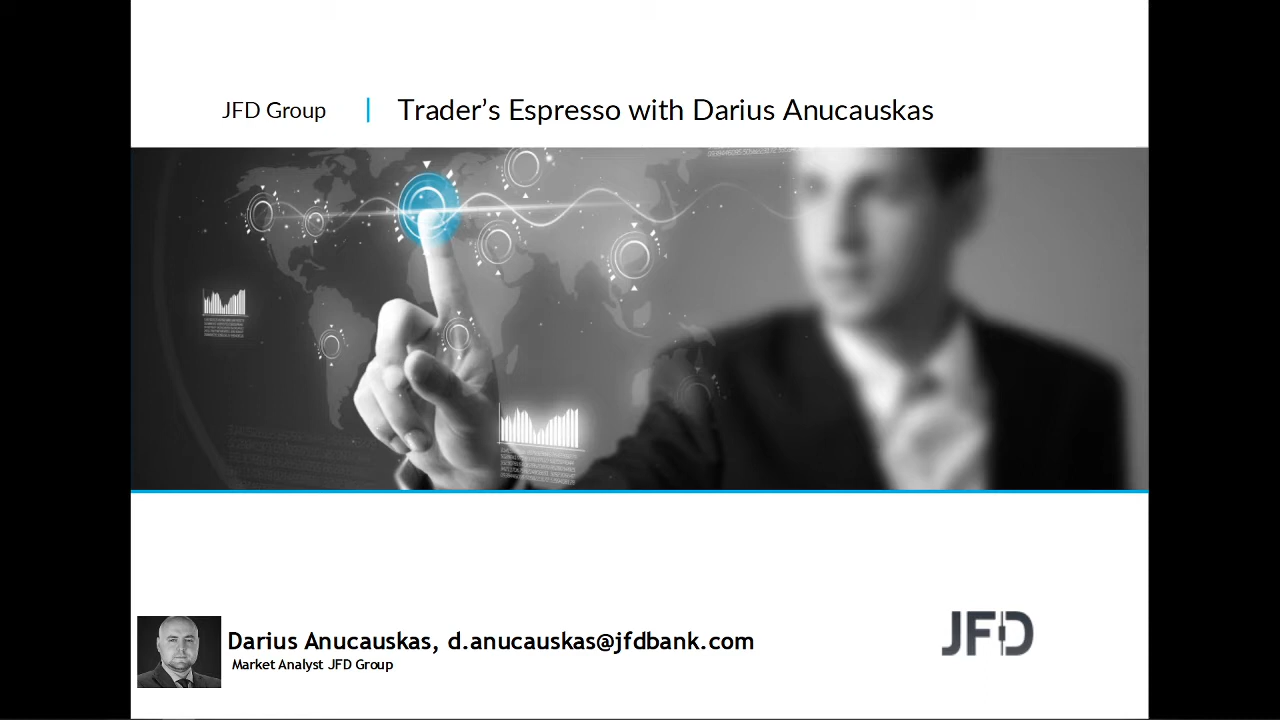 JFD Group | Trader's Espresso with Darius Anucauskas
Darius Anucauskas, d.anucauskas@jfdbank.com
Market Analyst JFD Group
JFD